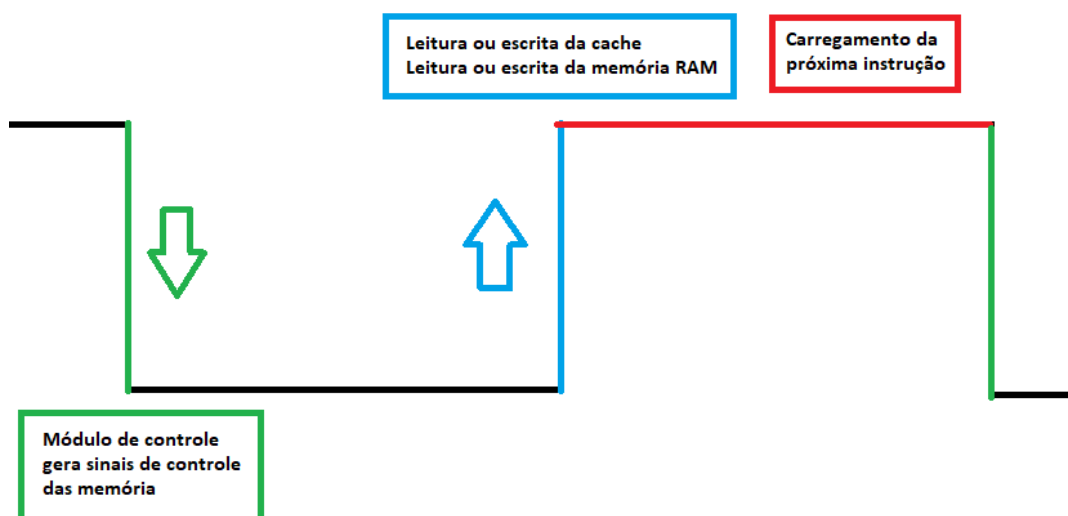 Leitura ou escrita da cache
Leitura ou escrita da memória RAM
Carregamento da
próxima instrução
Módulo de controle
gera sinais de controle
das memória